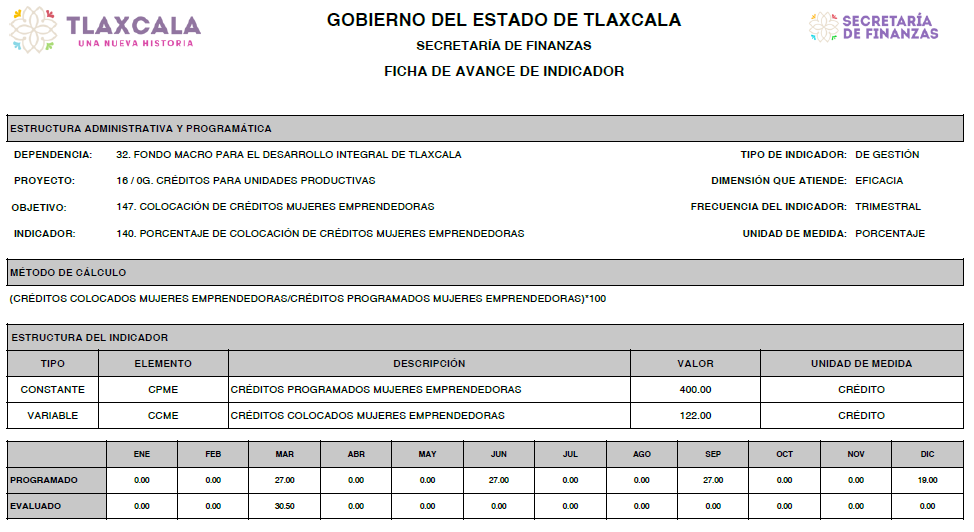 TLAXCALA
UNA NUEVA HISTORIA
GOBIERNO DEL ESTADO DE TLAXCALA
SECRETARÍA DE FINANZAS
FICHA DE AVANCE DE INDICADOR
SECRETARÍA
DE FINANZAS
ESTRUCTURA ADMINISTRATIVA Y PROGRAMÁTICA
DEPENDENCIA: 32. FONDO MACRO PARA EL DESARROLLO INTEGRAL DE TLAXCALA TIPO DE INDICADOR: DE GESTIÓN
PROYECTO: 16 / 0G. CRÉDITOS PARA UNIDADES PRODUCTIVAS DIMENSIÓN QUE ATIENDE: EFICACIA
OBJETIVO: 147. COLOCACIÓN DE CRÉDITOS MUJERES EMPRENDEDORAS FRECUENCIA DEL INDICADOR: TRIMESTRAL
INDICADOR: 140. PORCENTAJE DE COLOCACIÓN DE CRÉDITOS MUJERES EMPRENDEDORAS UNIDAD DE MEDIDA: PORCENTAJE
MÉTODO DE CÁLCULO
(CRÉDITOS COLOCADOS MUJERES EMPRENDEDORAS/CRÉDITOS PROGRAMADOS MUJERES EMPRENDEDORAS)*100
ESTRUCTURA DEL INDICADOR
TIPO ELEMENTO DESCRIPCIÓN VALOR UNIDAD DE MEDIDA
CONSTANTE CPME CRÉDITOS PROGRAMADOS MUJERES EMPRENDEDORAS 400.00 CRÉDITO
VARIABLE CCME CRÉDITOS COLOCADOS MUJERES EMPRENDEDORAS 122.00 CRÉDITO
ENE FEB MAR ABR MAY JUN JUL AGO SEP OCT NOV DIC
PROGRAMADO 0.00 0.00 27.00 0.00 0.00 27.00 0.00 0.00 27.00 0.00 0.00 19.00
EVALUADO 0.00 0.00 30.50 0.00 0.00 0.00 0.00 0.00 0.00 0.00 0.00 0.00